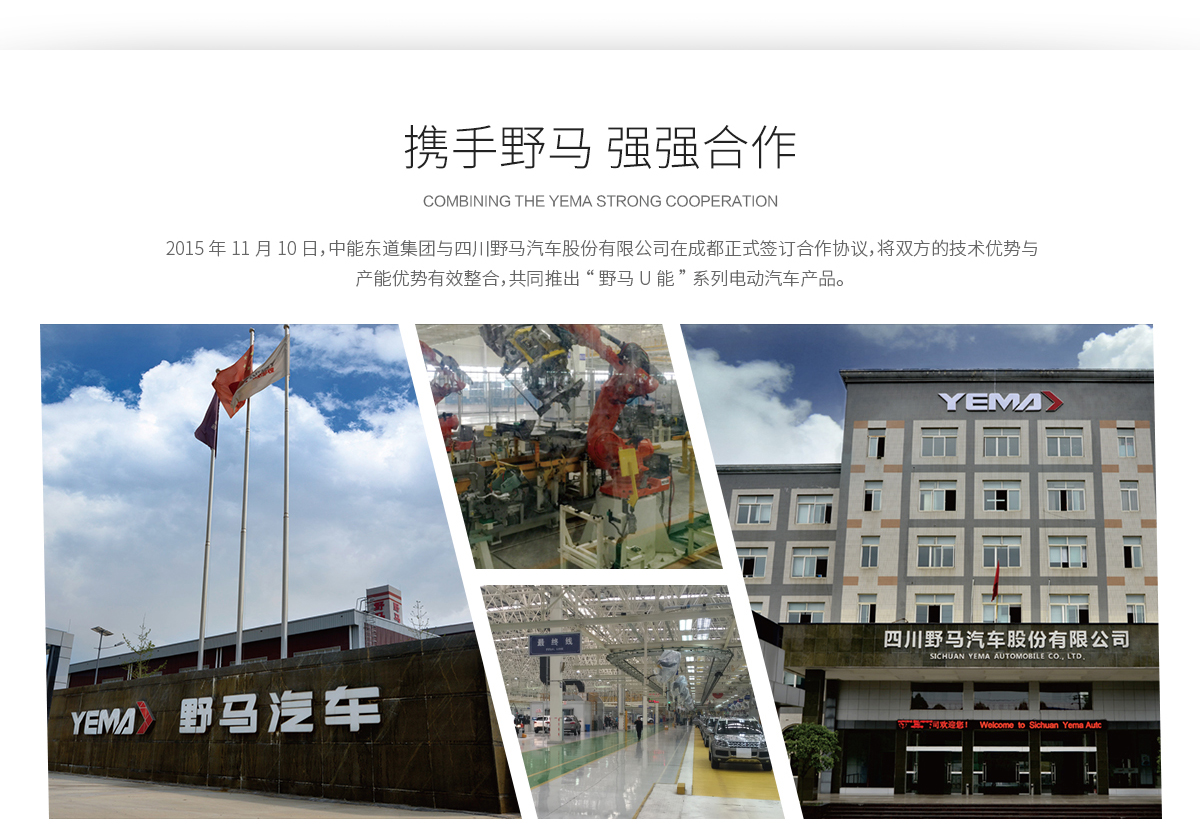 携手野马 强强合作
COMBINING THE YEMA STRONG COOPERATION
2015 年 11 月 10 日，中能东道集团与四川野马汽车股份有限公司在成都正式签订合作协议，将双方的技术优势与
产能优势有效整合，共同推出“野马 U 能”系列电动汽车产品。
YEMA
野马汽车
最终线
YEMA
四川野马汽车股份有限公司
SICHUAN YEMA AUTOMOBILE CO., LTD.
司欢迎您! Welcome to Sichuan Yema Auto